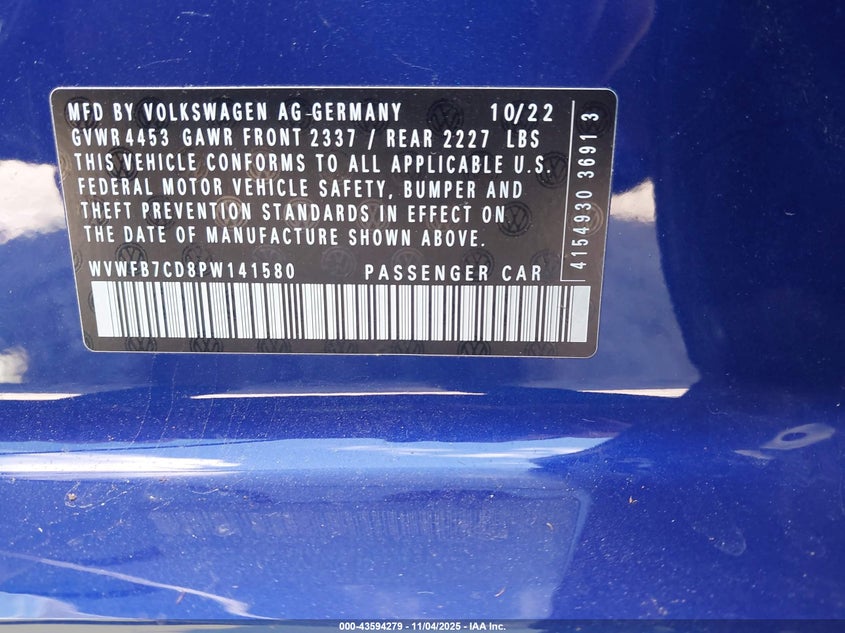 MFD BY VOLKSWAGEN AG-GERMANY 10/22
GVWR 4453 GAWR FRONT 2337 / REAR 2227 LBS
THIS VEHICLE CONFORMS TO ALL APPLICABLE U.S.
FEDERAL MOTOR VEHICLE SAFETY, BUMPER AND
THEFT PREVENTION STANDARDS IN EFFECT ON
THE DATE OF MANUFACTURE SHOWN ABOVE.
WVWFB7CD8PW141580 PASSENGER CAR
4154930 3691 3
000-43594279 - 11/04/2025 - IAA Inc.